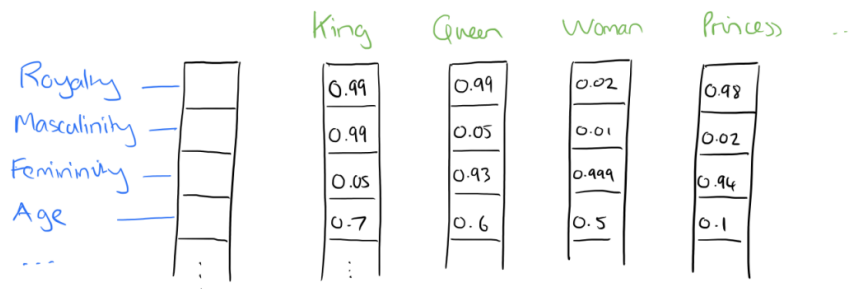 King Queen Woman Princess ..
Royalty 0.99 0.99 0.02 0.98
Masculinity 0.99 0.05 0.01 0.02
Femininity 0.05 0.93 0.999 0.94
Age 0.7 0.6 0.5 0.1
...